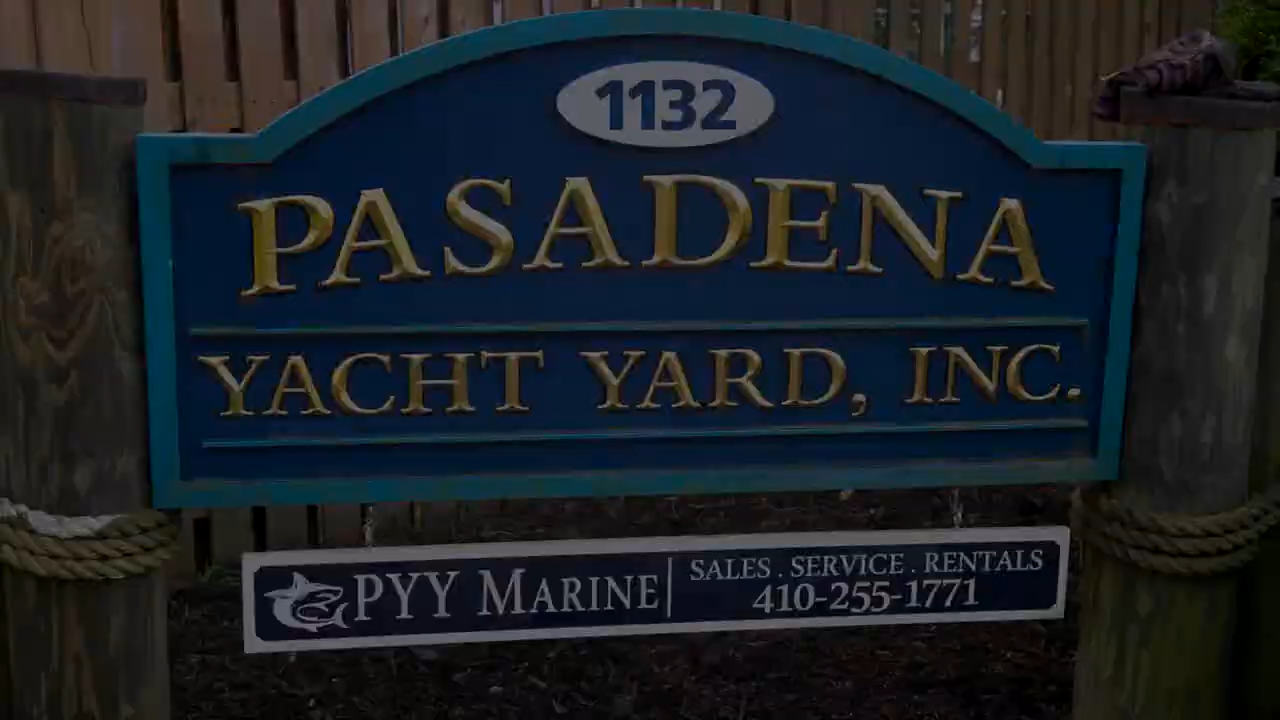 1132
PASADENA
YACHT YARD, INC.
PYY MARINE
SALES . SERVICE . RENTALS
410-255-1771